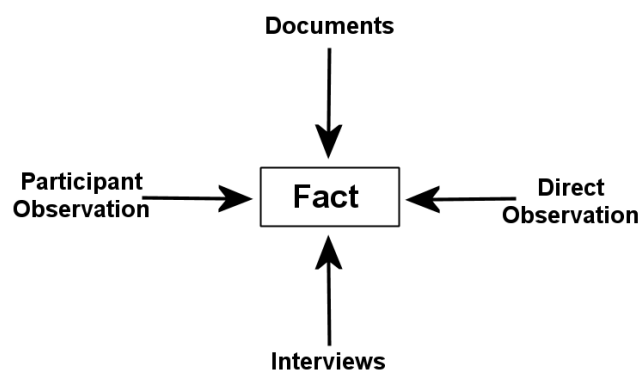 Documents
Participant
Observation
Fact
Direct
Observation
Interviews